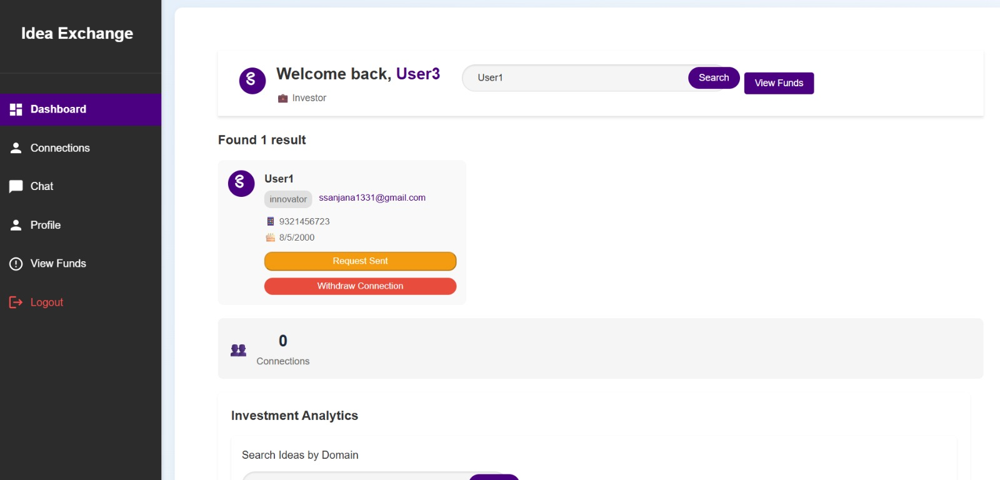 Idea Exchange
Dashboard
Connections
Chat
Profile
View Funds
Logout
Welcome back, User3
Investor
User1
Search
View Funds
Found 1 result
User1
innovator ssanjana1331@gmail.com
9321456723
8/5/2000
Request Sent
Withdraw Connection
0
Connections
Investment Analytics
Search Ideas by Domain